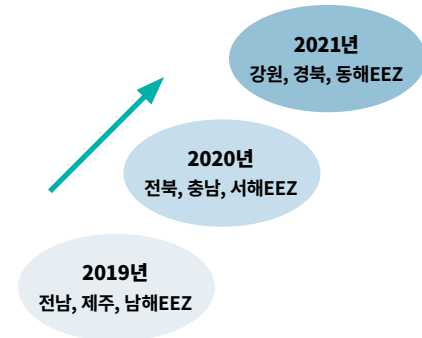 2021년
강원, 경북, 동해EEZ
2020년
전북, 충남, 서해EEZ
2019년
전남, 제주, 남해EEZ